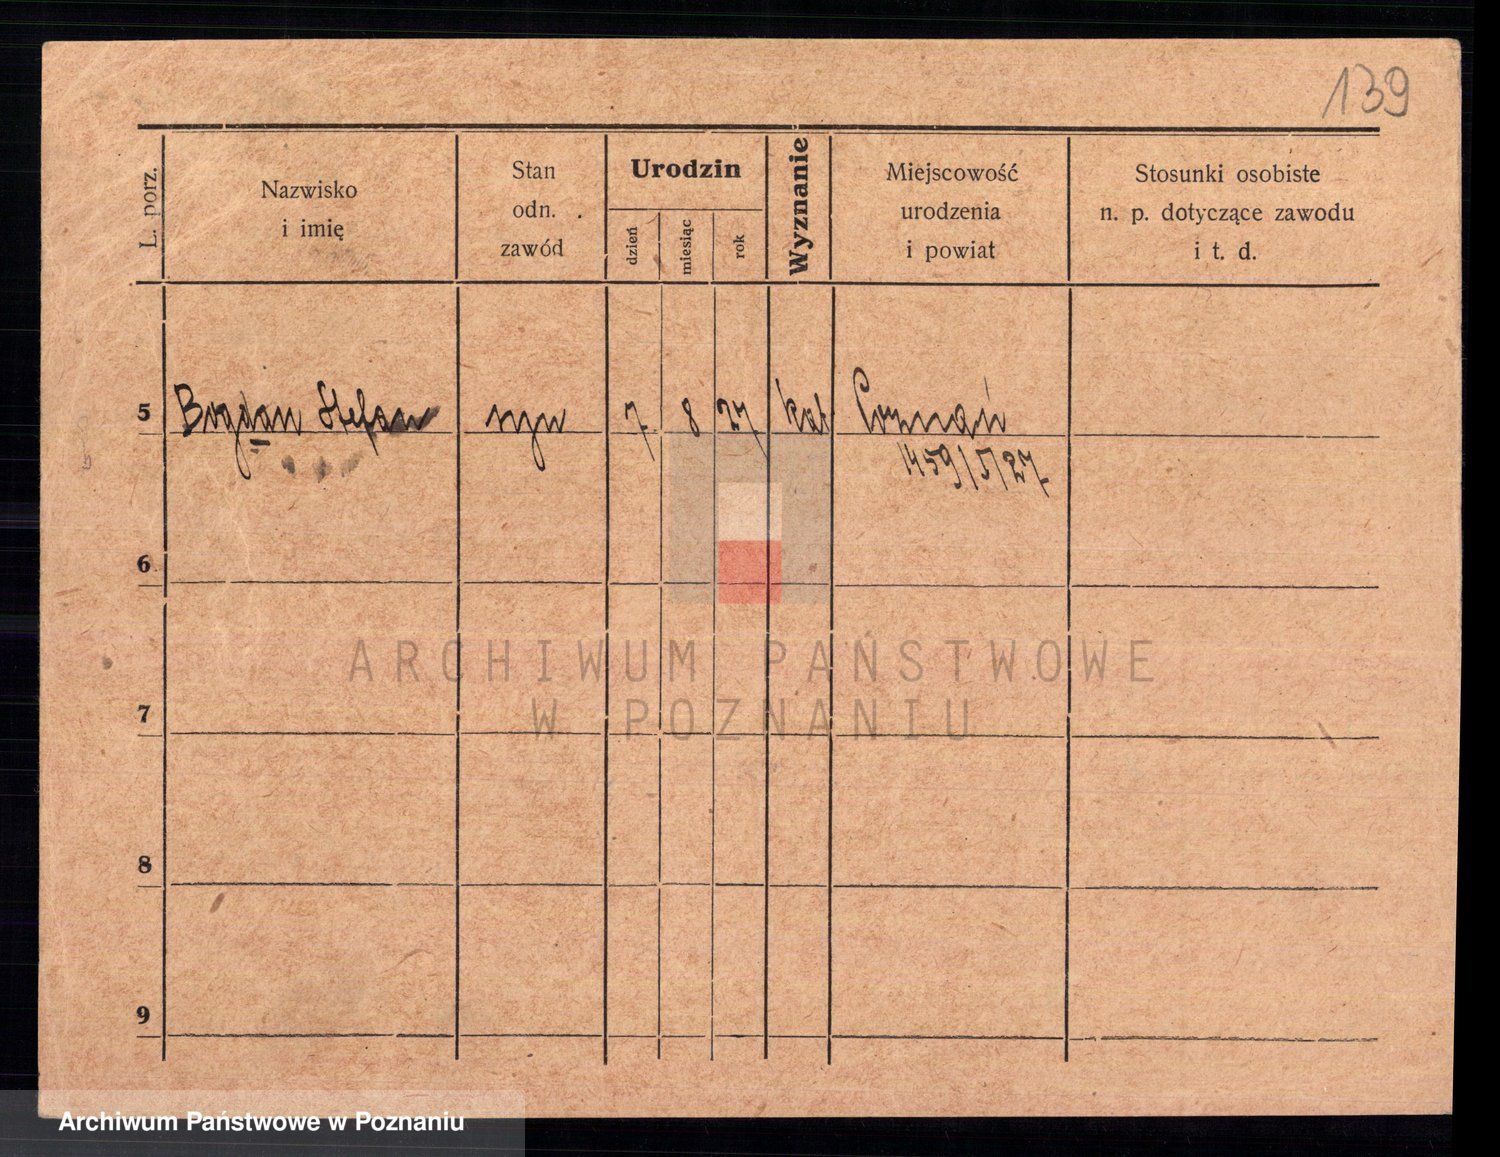 139
L. porz.
Nazwisko
i imię
Stan
odn.
zawód
Urodzin
dzień
miesiąc
rok
Wyznanie
Miejscowość
urodzenia
i powiat
Stosunki osobiste
n. p. dotyczące zawodu
i t. d.
5 Bogdan Stefan syn 7 8 27 kat Poznań
1459/5/27
6
7
8
9
ARCHIWUM PAŃSTWOWE
W POZNANIU
Archiwum Państwowe w Poznaniu